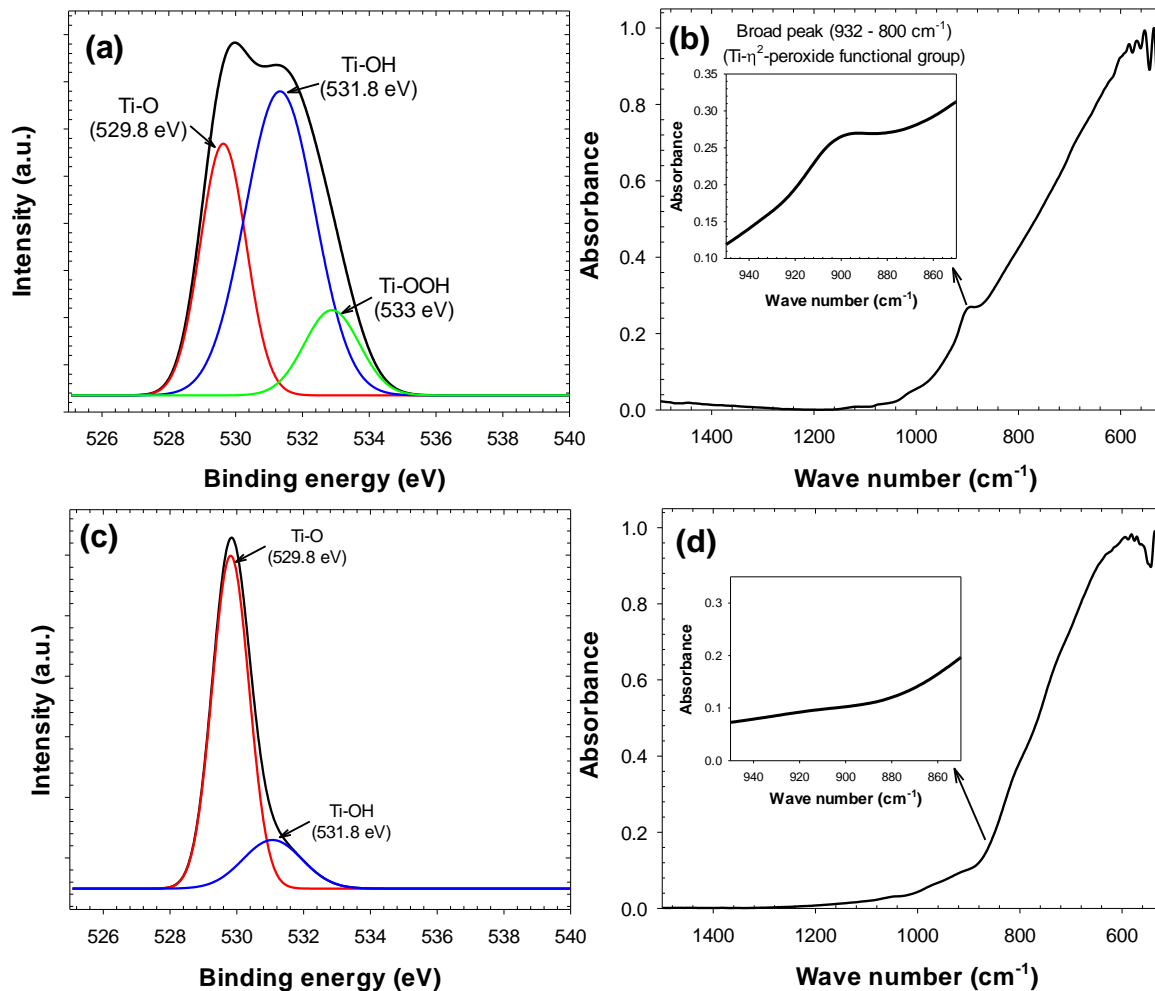 (a)
Ti-O
(529.8 eV)
Ti-OH
(531.8 eV)
Ti-OOH
(533 eV)
Intensity (a.u.)
526 528 530 532 534 536 538 540
Binding energy (eV)
(b)
Broad peak (932 - 800 cm⁻¹)
(Ti-η²-peroxide functional group)
1.0
0.8
0.6
0.4
0.2
0.0
Absorbance
1400 1200 1000 800 600
Wave number (cm⁻¹)
0.35
0.30
0.25
0.20
0.15
0.10
Absorbance
940 920 900 880 860
Wave number (cm⁻¹)
(c)
Ti-O
(529.8 eV)
Ti-OH
(531.8 eV)
Intensity (a.u.)
526 528 530 532 534 536 538 540
Binding energy (eV)
(d)
1.0
0.8
0.6
0.4
0.2
0.0
Absorbance
1400 1200 1000 800 600
Wave number (cm⁻¹)
0.3
0.2
0.1
0.0
Absorbance
940 920 900 880 860
Wave number (cm⁻¹)